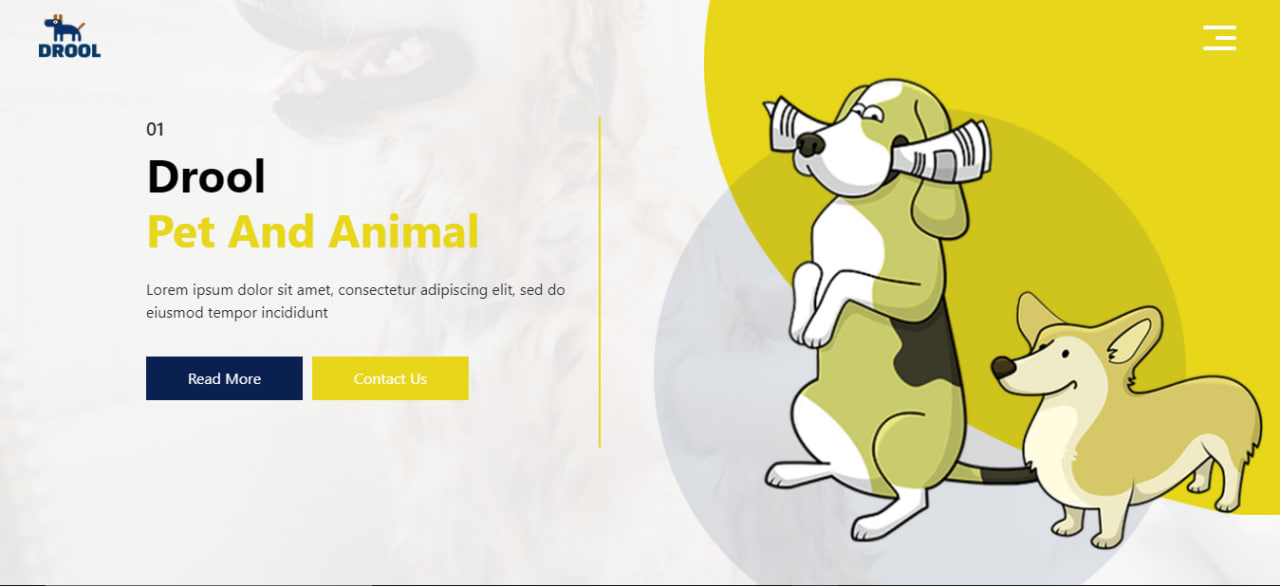 DROOL
01
Drool
Pet And Animal
Lorem ipsum dolor sit amet, consectetur adipiscing elit, sed do
eiusmod tempor incididunt
Read More
Contact Us